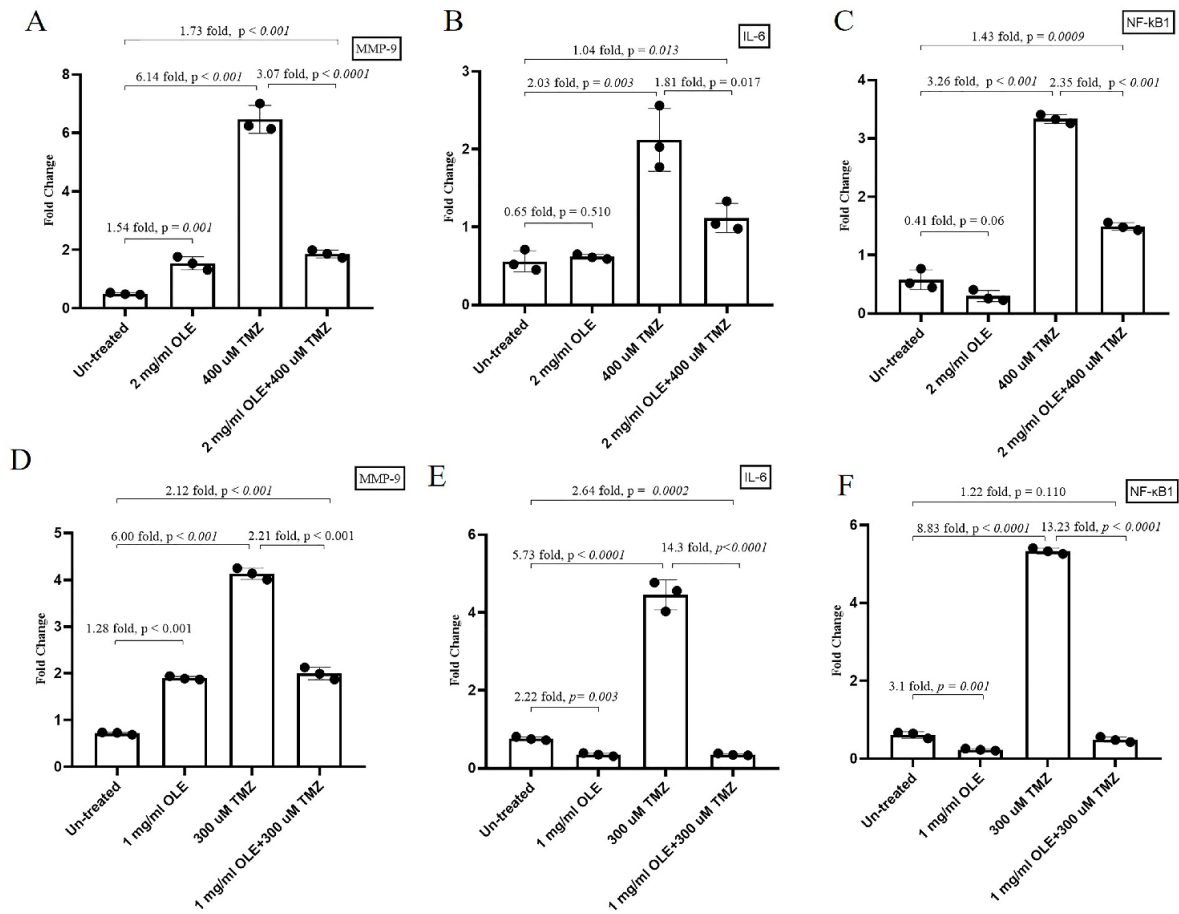 A
1.73 fold, p < 0.001
MMP-9
6.14 fold, p < 0.001
3.07 fold, p < 0.0001
1.54 fold, p = 0.001
Fold Change
8
6
4
2
0
Un-treated
2 mg/ml OLE
400 uM TMZ
2 mg/ml OLE+400 uM TMZ
B
IL-6
1.04 fold, p = 0.013
2.03 fold, p = 0.003
1.81 fold, p = 0.017
0.65 fold, p = 0.510
Fold Change
3
2
1
0
Un-treated
2 mg/ml OLE
400 uM TMZ
2 mg/ml OLE+400 uM TMZ
C
NF-kB1
1.43 fold, p = 0.0009
3.26 fold, p < 0.001
2.35 fold, p < 0.001
0.41 fold, p = 0.06
Fold Change
4
3
2
1
0
Un-treated
2 mg/ml OLE
400 uM TMZ
2 mg/ml OLE+400 uM TMZ
D
MMP-9
2.12 fold, p < 0.001
6.00 fold, p < 0.001
2.21 fold, p < 0.001
1.28 fold, p < 0.001
Fold Change
5
4
3
2
1
0
Un-treated
1 mg/ml OLE
300 uM TMZ
1 mg/ml OLE+300 uM TMZ
E
IL-6
2.64 fold, p = 0.0002
5.73 fold, p < 0.0001
14.3 fold, p<0.0001
2.22 fold, p= 0.003
Fold Change
6
4
2
0
Un-treated
1 mg/ml OLE
300 uM TMZ
1 mg/ml OLE+300 uM TMZ
F
NF-κB1
1.22 fold, p = 0.110
8.83 fold, p < 0.0001
13.23 fold, p < 0.0001
3.1 fold, p = 0.001
Fold Change
6
4
2
0
Un-treated
1 mg/ml OLE
300 uM TMZ
1 mg/ml OLE+300 uM TMZ